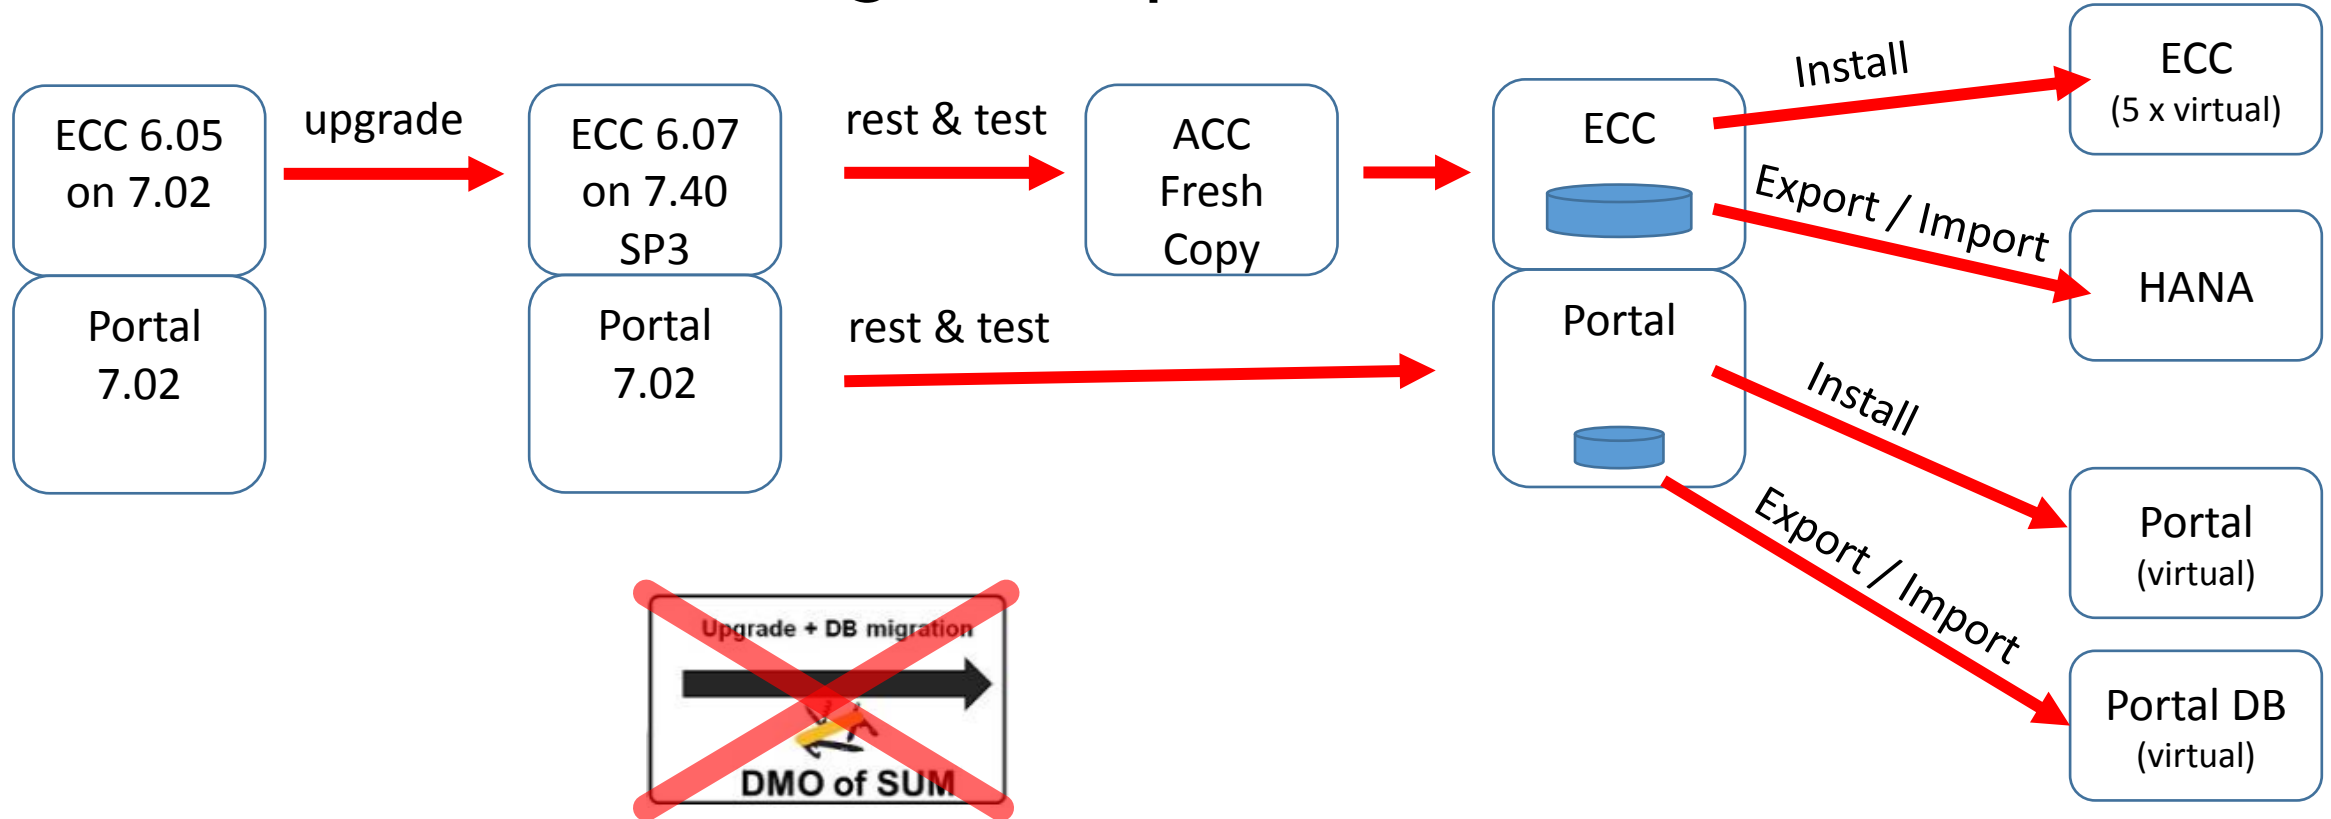 ECC 6.05
on 7.02
Portal
7.02
upgrade
ECC 6.07
on 7.40
SP3
Portal
7.02
rest & test
rest & test
ACC
Fresh
Copy
ECC
Portal
Install
Export / Import
Install
Export / Import
ECC
(5 x virtual)
HANA
Portal
(virtual)
Portal DB
(virtual)
Upgrade + DB migration
DMO of SUM